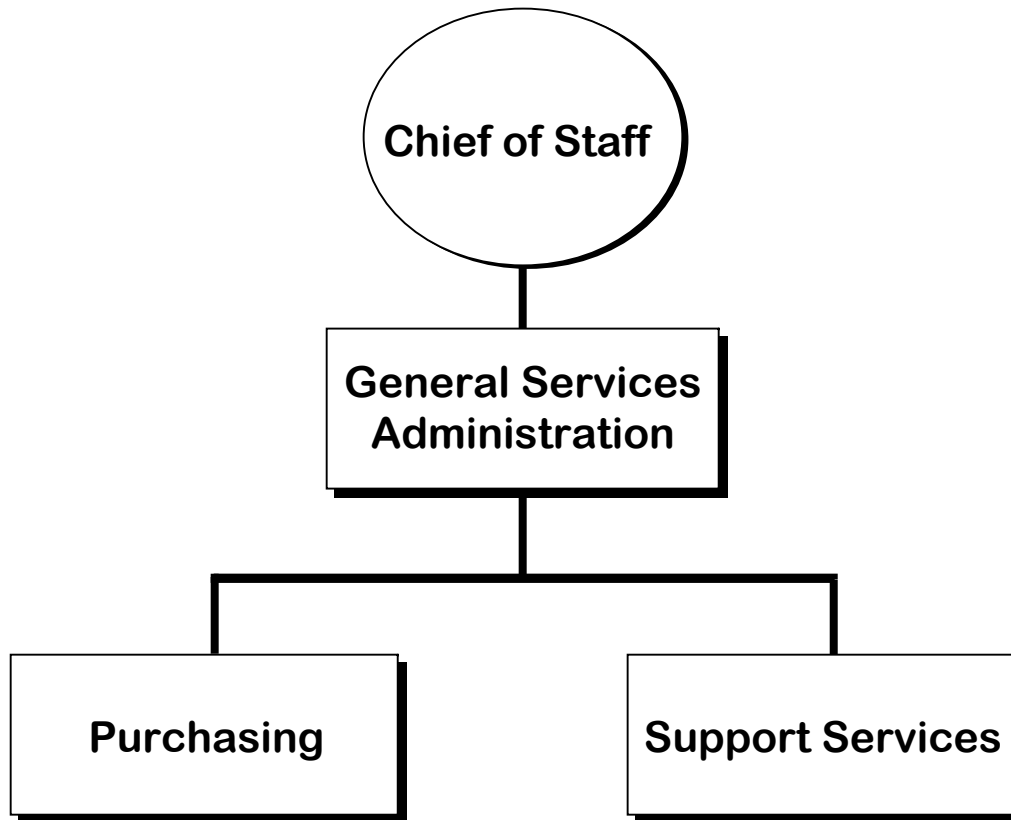 Chief of Staff
General Services
Administration
Purchasing
Support Services